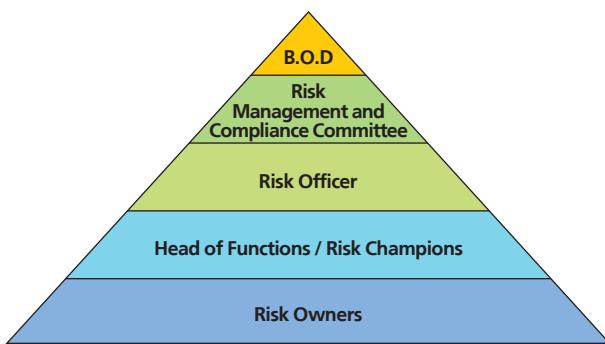 B.O.D
Risk
Management and
Compliance Committee
Risk Officer
Head of Functions / Risk Champions
Risk Owners